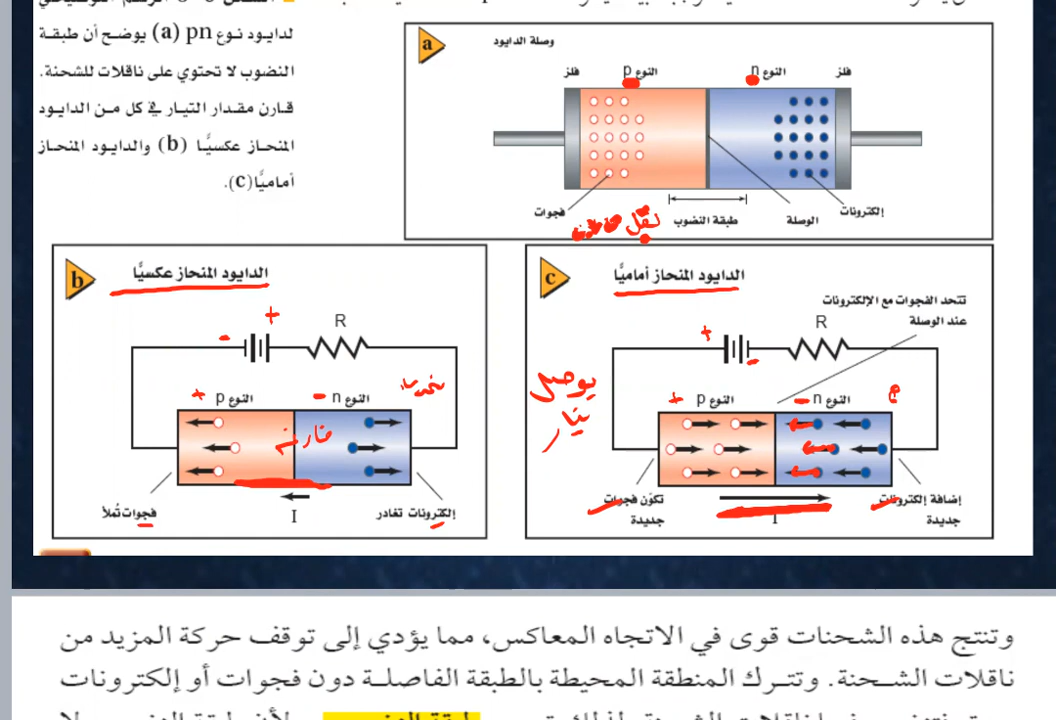 لدايود نوع pn (a) يوضح أن طبقة
النضوب لا تحتوي على ناقلات للشحنة.
قارن مقدار التيار في كل من الدايود
المنحاز عكسيًّا (b) والدايود المنحاز
أماميًّا (c).
a
وصلة الدايود
فلز
النوع p
النوع n
فلز
فجوات
طبقة النضوب
الوصلة
إلكترونات
b
الدايود المنحاز عكسيًّا
+
-
R
+
النوع p
-
النوع n
فجوات تُملأ
I
إلكترونات تغادر
c
الدايود المنحاز أماميًّا
تتحد الفجوات مع الإلكترونات
عند الوصلة
+
-
R
يوصل
تيار
+
النوع p
-
النوع n
تكوّن فجوات
جديدة
I
إضافة إلكترونات
جديدة
وتنتج هذه الشحنات قوى في الاتجاه المعاكس، مما يؤدي إلى توقف حركة المزيد من
ناقلات الشحنة. وتترك المنطقة المحيطة بالطبقة الفاصلة دون فجوات أو إلكترونات